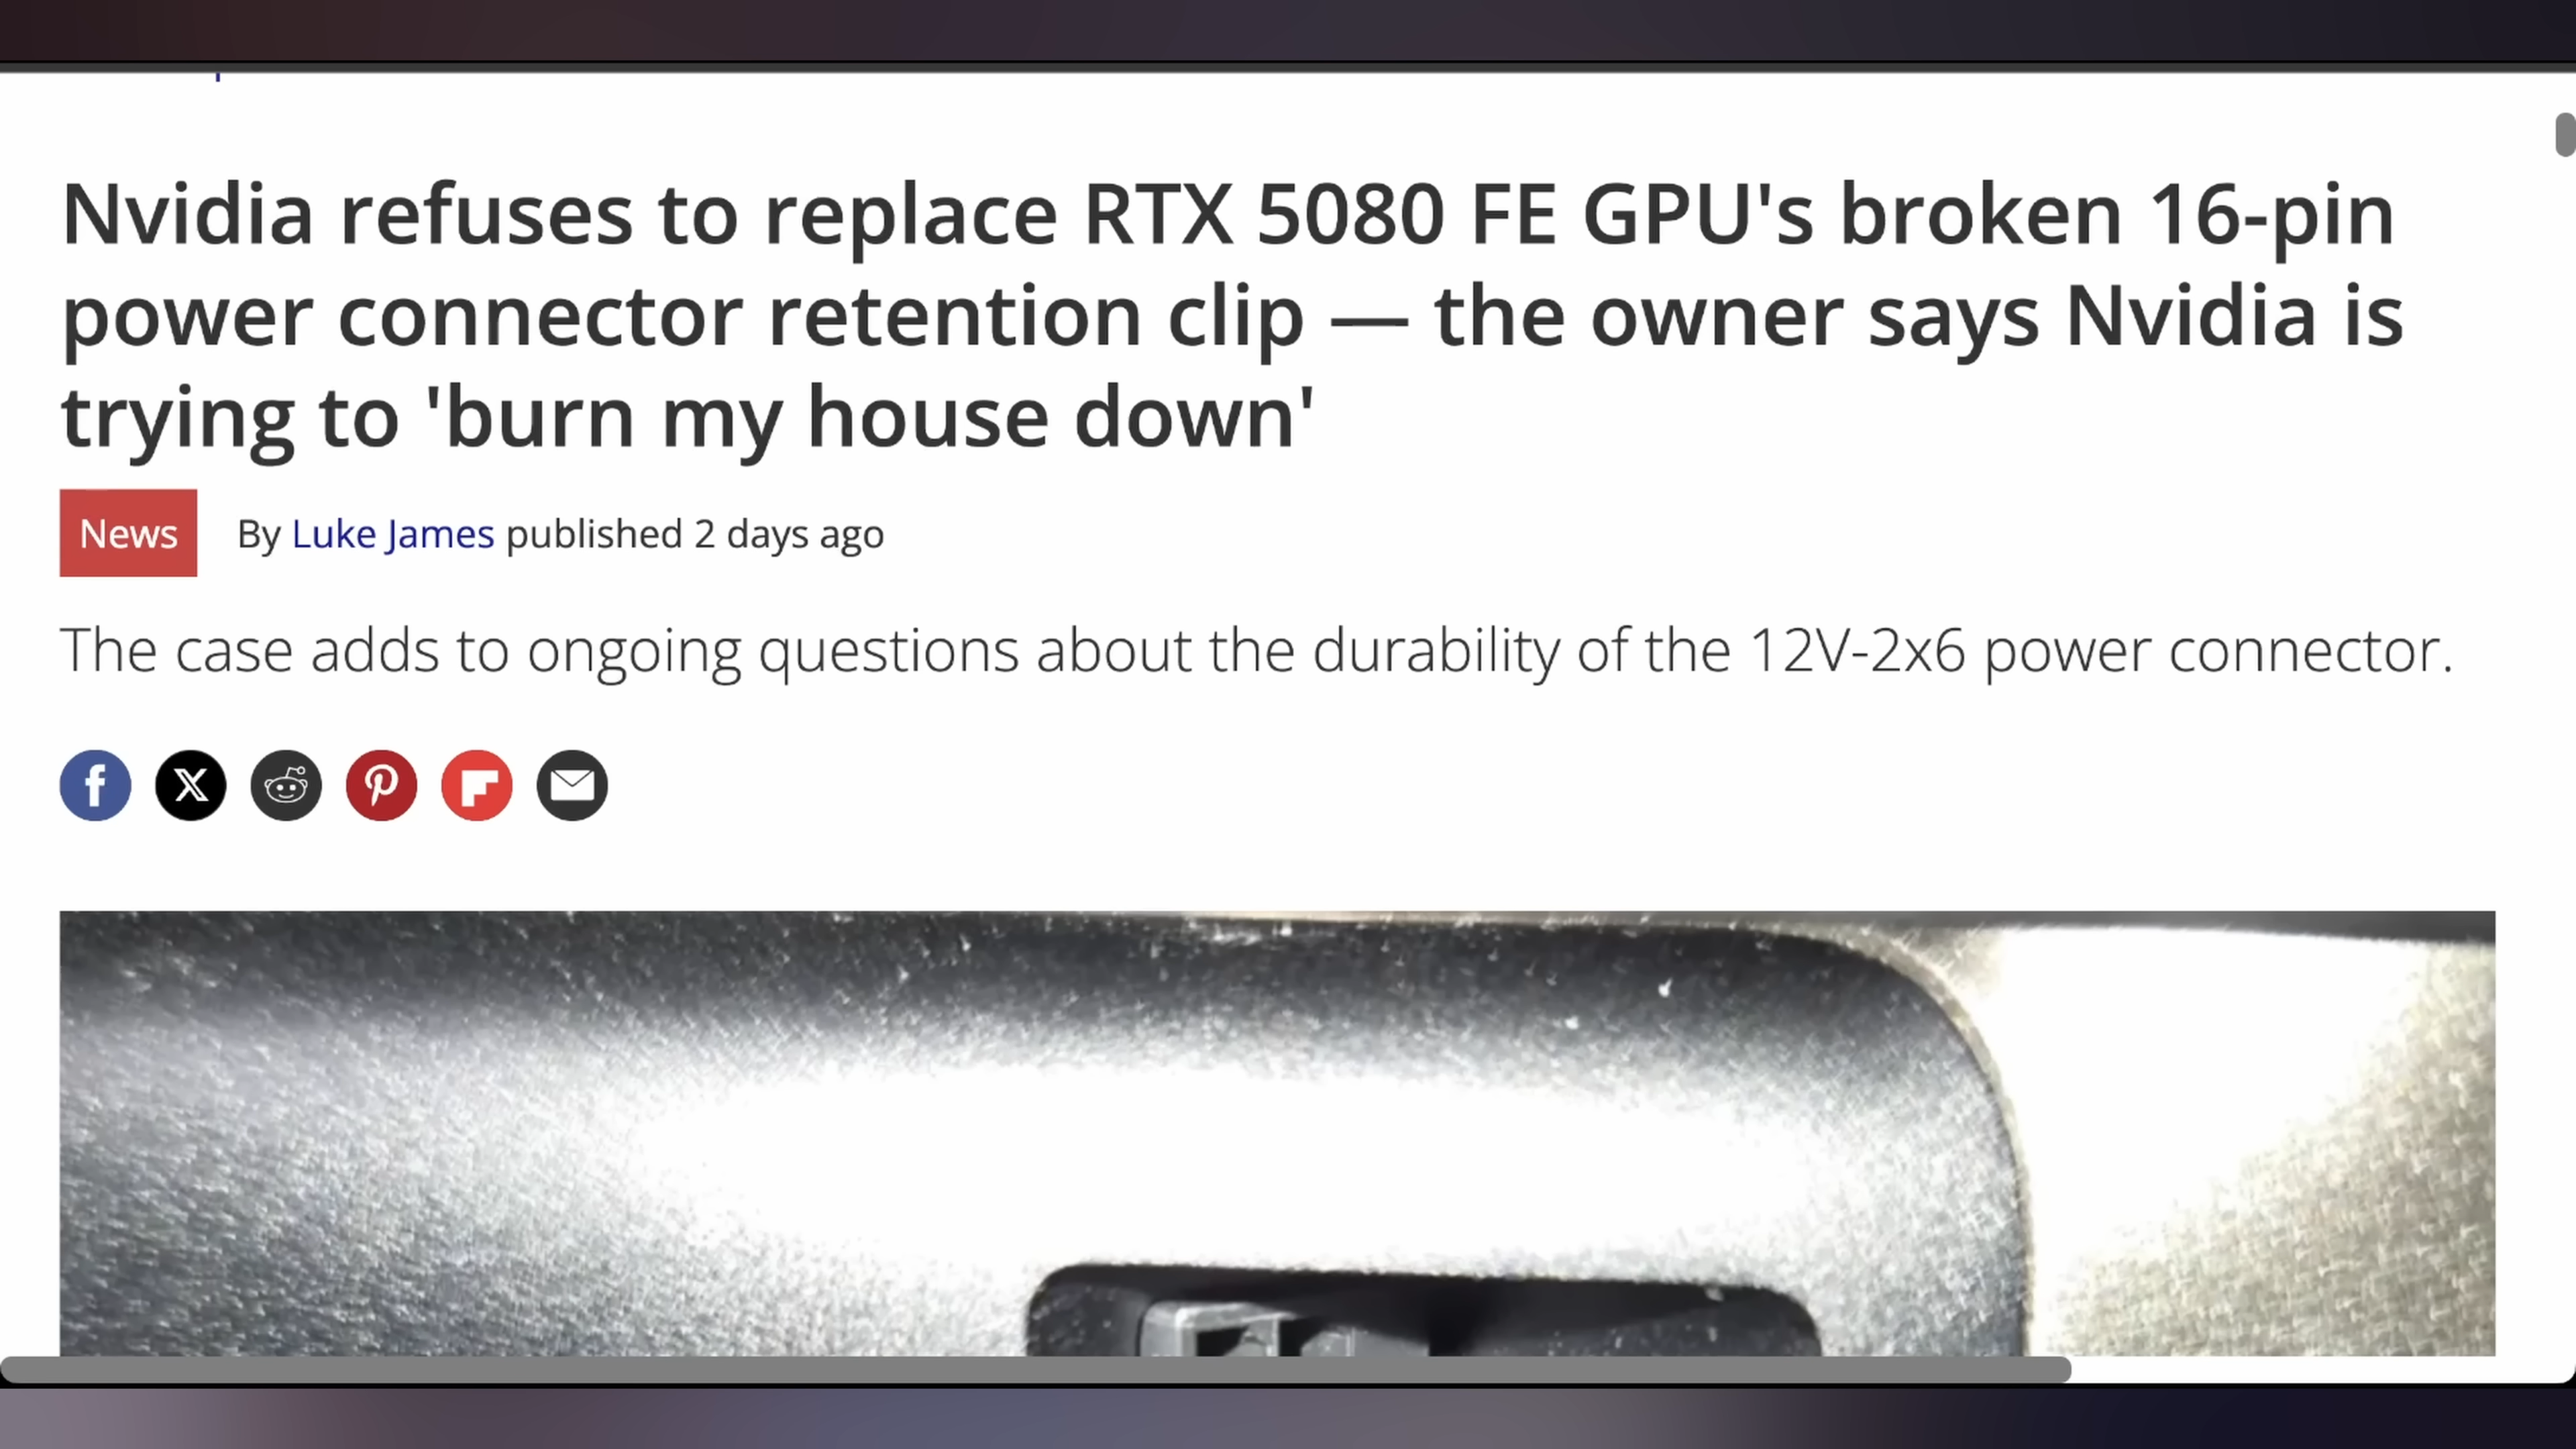 Nvidia refuses to replace RTX 5080 FE GPU's broken 16-pin
power connector retention clip — the owner says Nvidia is
trying to 'burn my house down'
News
By Luke James published 2 days ago
The case adds to ongoing questions about the durability of the 12V-2x6 power connector.